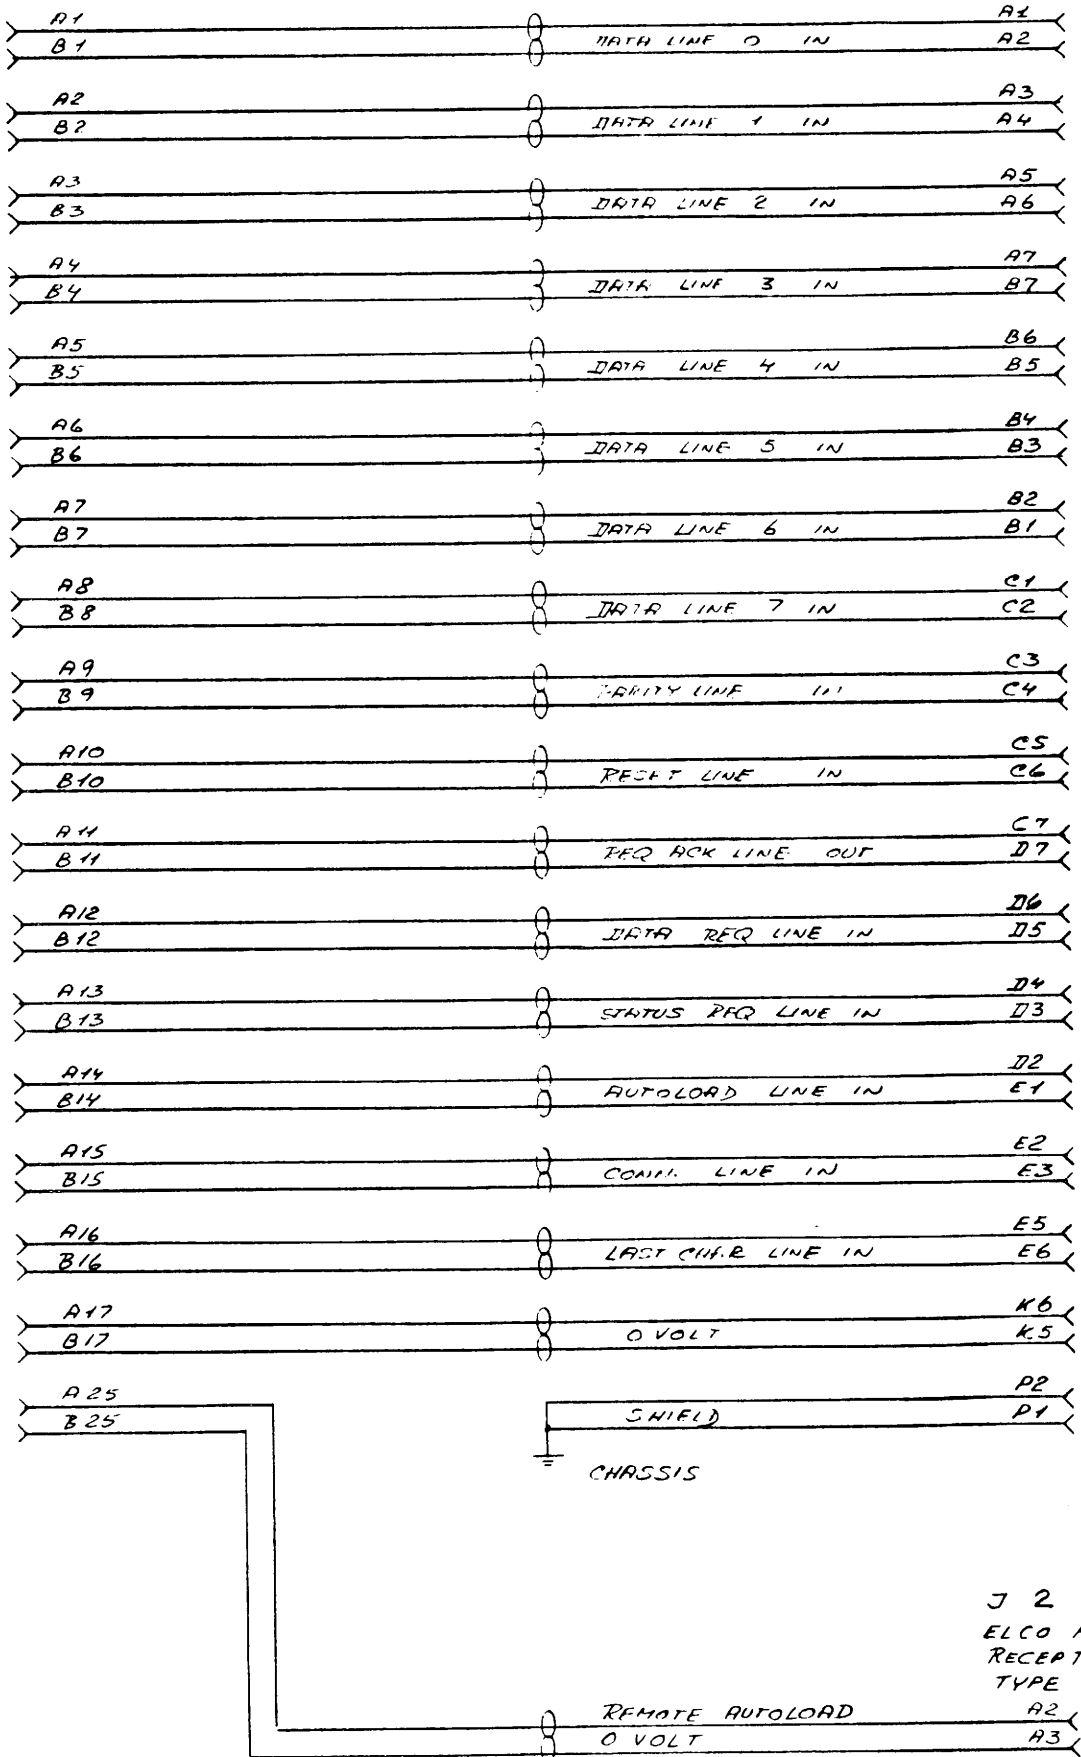 A1 A1
B1 DATA LINE 0 IN A2
A2 A3
B2 DATA LINE 1 IN A4
A3 A5
B3 DATA LINE 2 IN A6
A4 A7
B4 DATA LINE 3 IN B7
A5 B6
B5 DATA LINE 4 IN B5
A6 B4
B6 DATA LINE 5 IN B3
A7 B2
B7 DATA LINE 6 IN B1
A8 C1
B8 DATA LINE 7 IN C2
A9 C3
B9 PARITY LINE IN C4
A10 C5
B10 RESET LINE IN C6
A11 C7
B11 REQ ACK LINE OUT D7
A12 D6
B12 DATA REQ LINE IN D5
A13 D4
B13 STATUS REQ LINE IN D3
A14 D2
B14 AUTOLOAD LINE IN E1
A15 E2
B15 COMM. LINE IN E3
A16 E5
B16 LAST CHAR LINE IN E6
A17 K6
B17 0 VOLT K5
A25 P2
B25 SHIELD P1
CHASSIS
J 2
ELCO
RECEPT
TYPE
REMOTE AUTOLOAD A2
0 VOLT A3